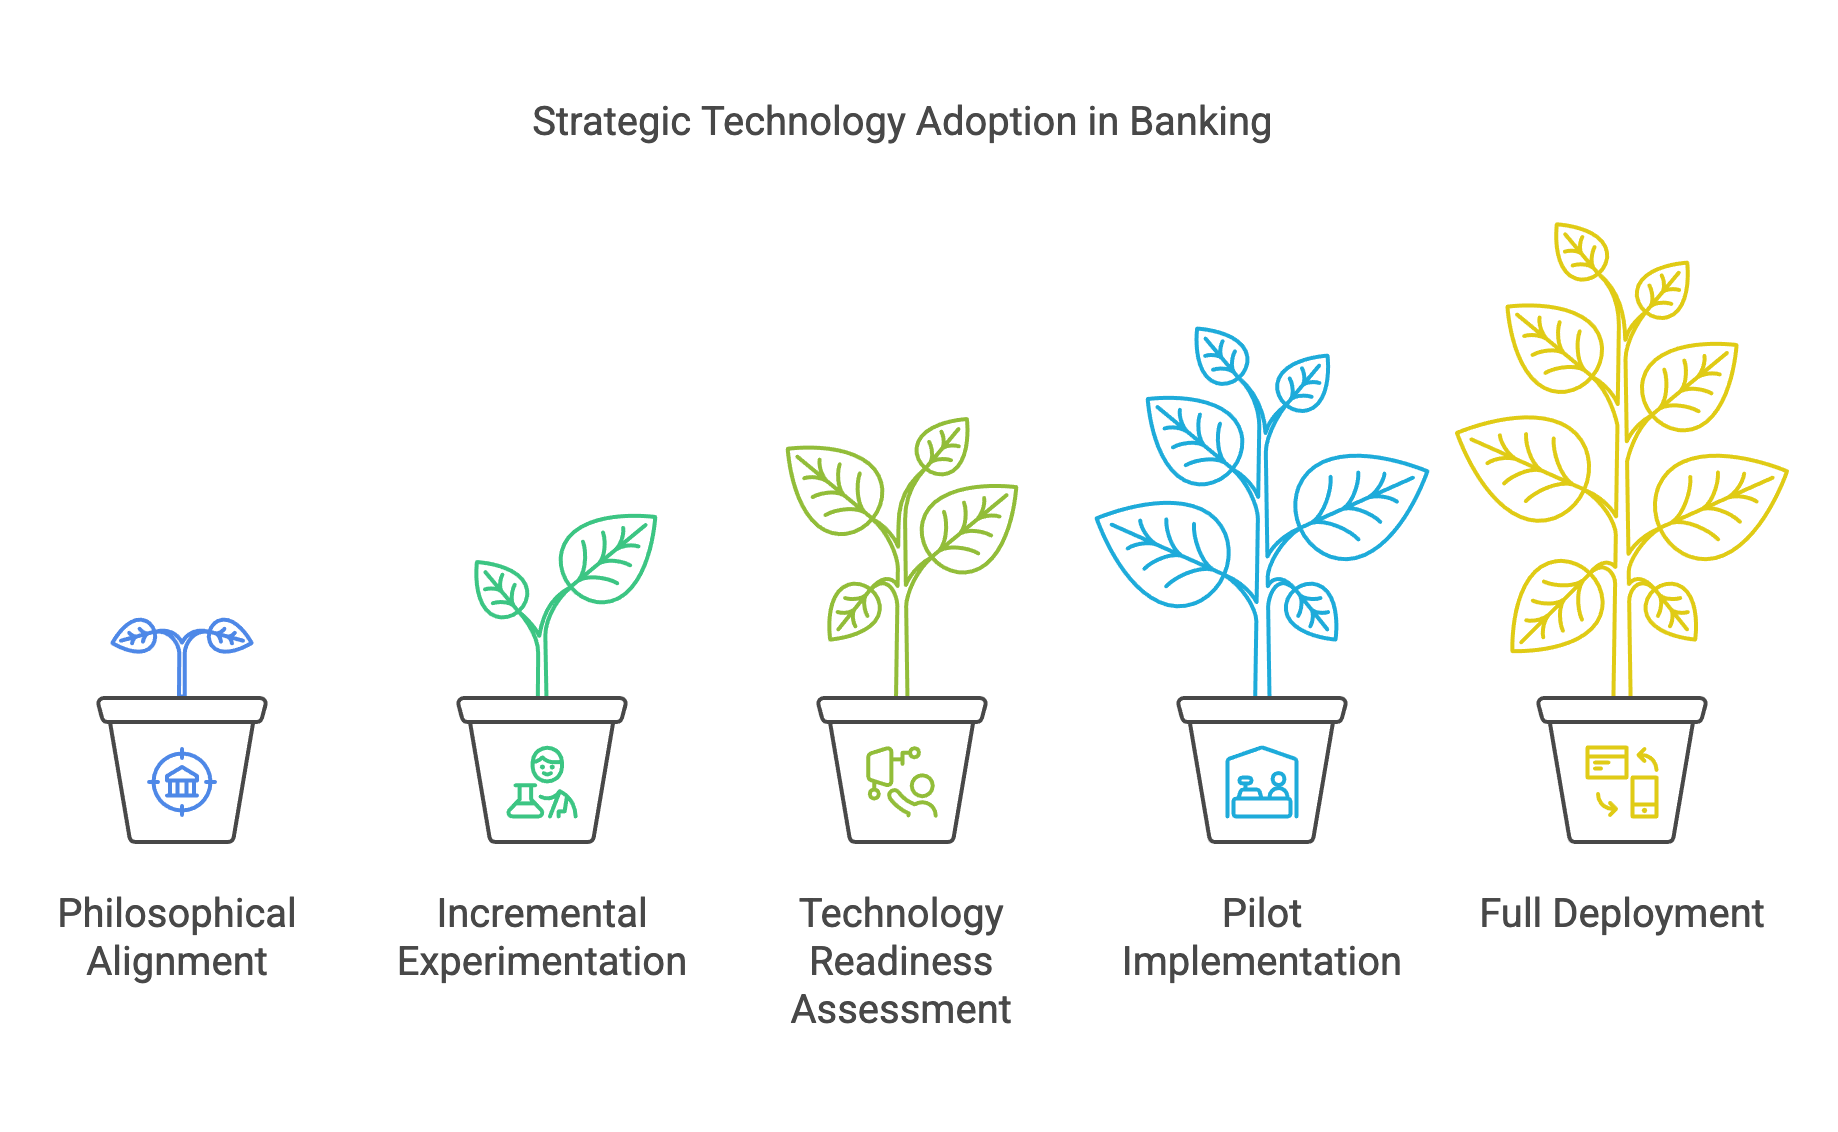 Strategic Technology Adoption in Banking
Philosophical
Alignment
Incremental
Experimentation
Technology
Readiness
Assessment
Pilot
Implementation
Full Deployment